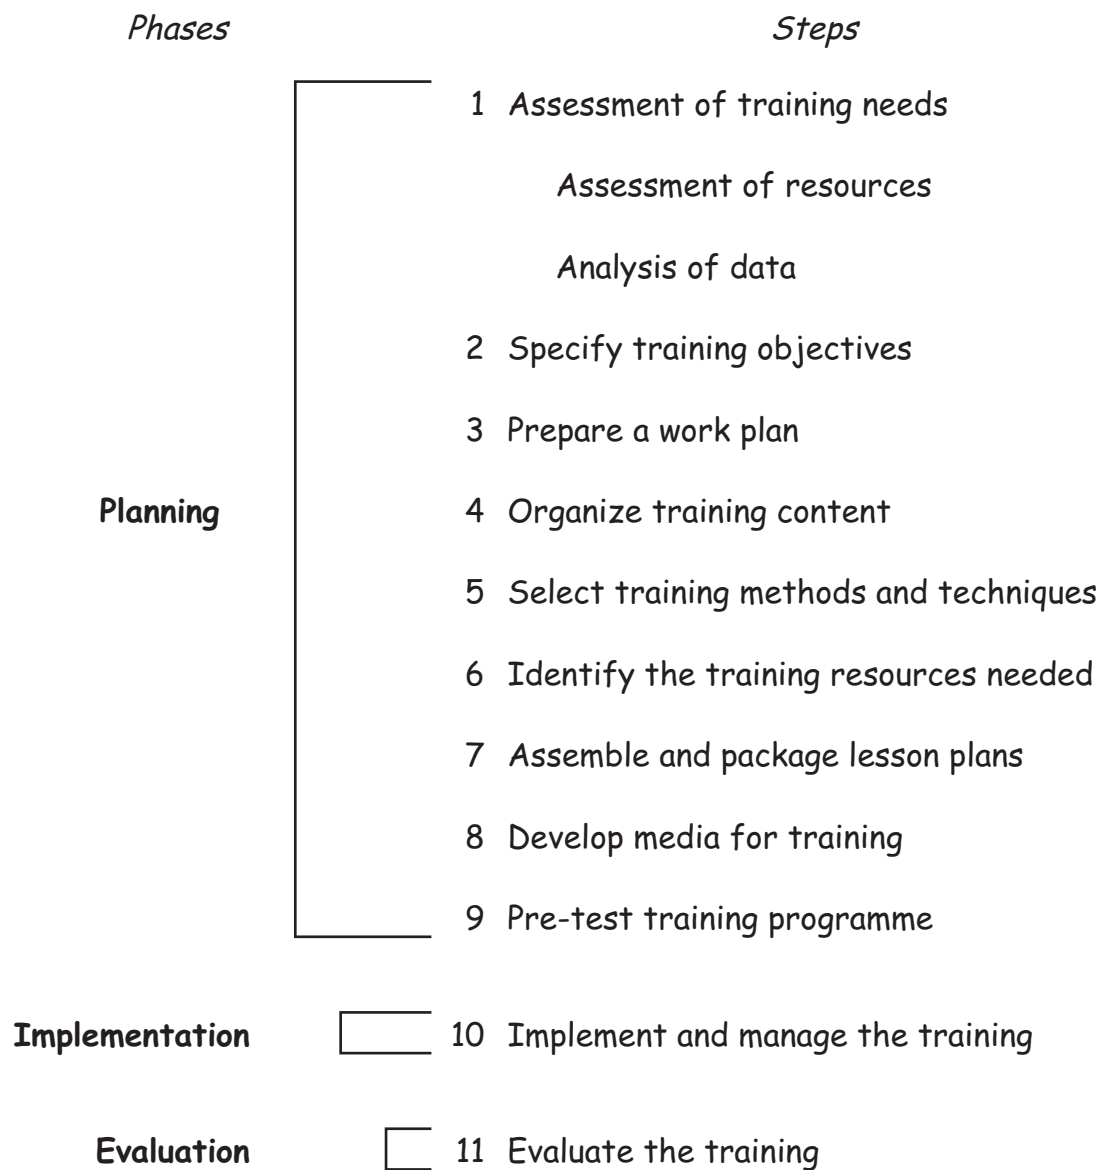 Phases Steps
1 Assessment of training needs
Assessment of resources
Analysis of data
2 Specify training objectives
3 Prepare a work plan
Planning 4 Organize training content
5 Select training methods and techniques
6 Identify the training resources needed
7 Assemble and package lesson plans
8 Develop media for training
9 Pre-test training programme
Implementation 10 Implement and manage the training
Evaluation 11 Evaluate the training